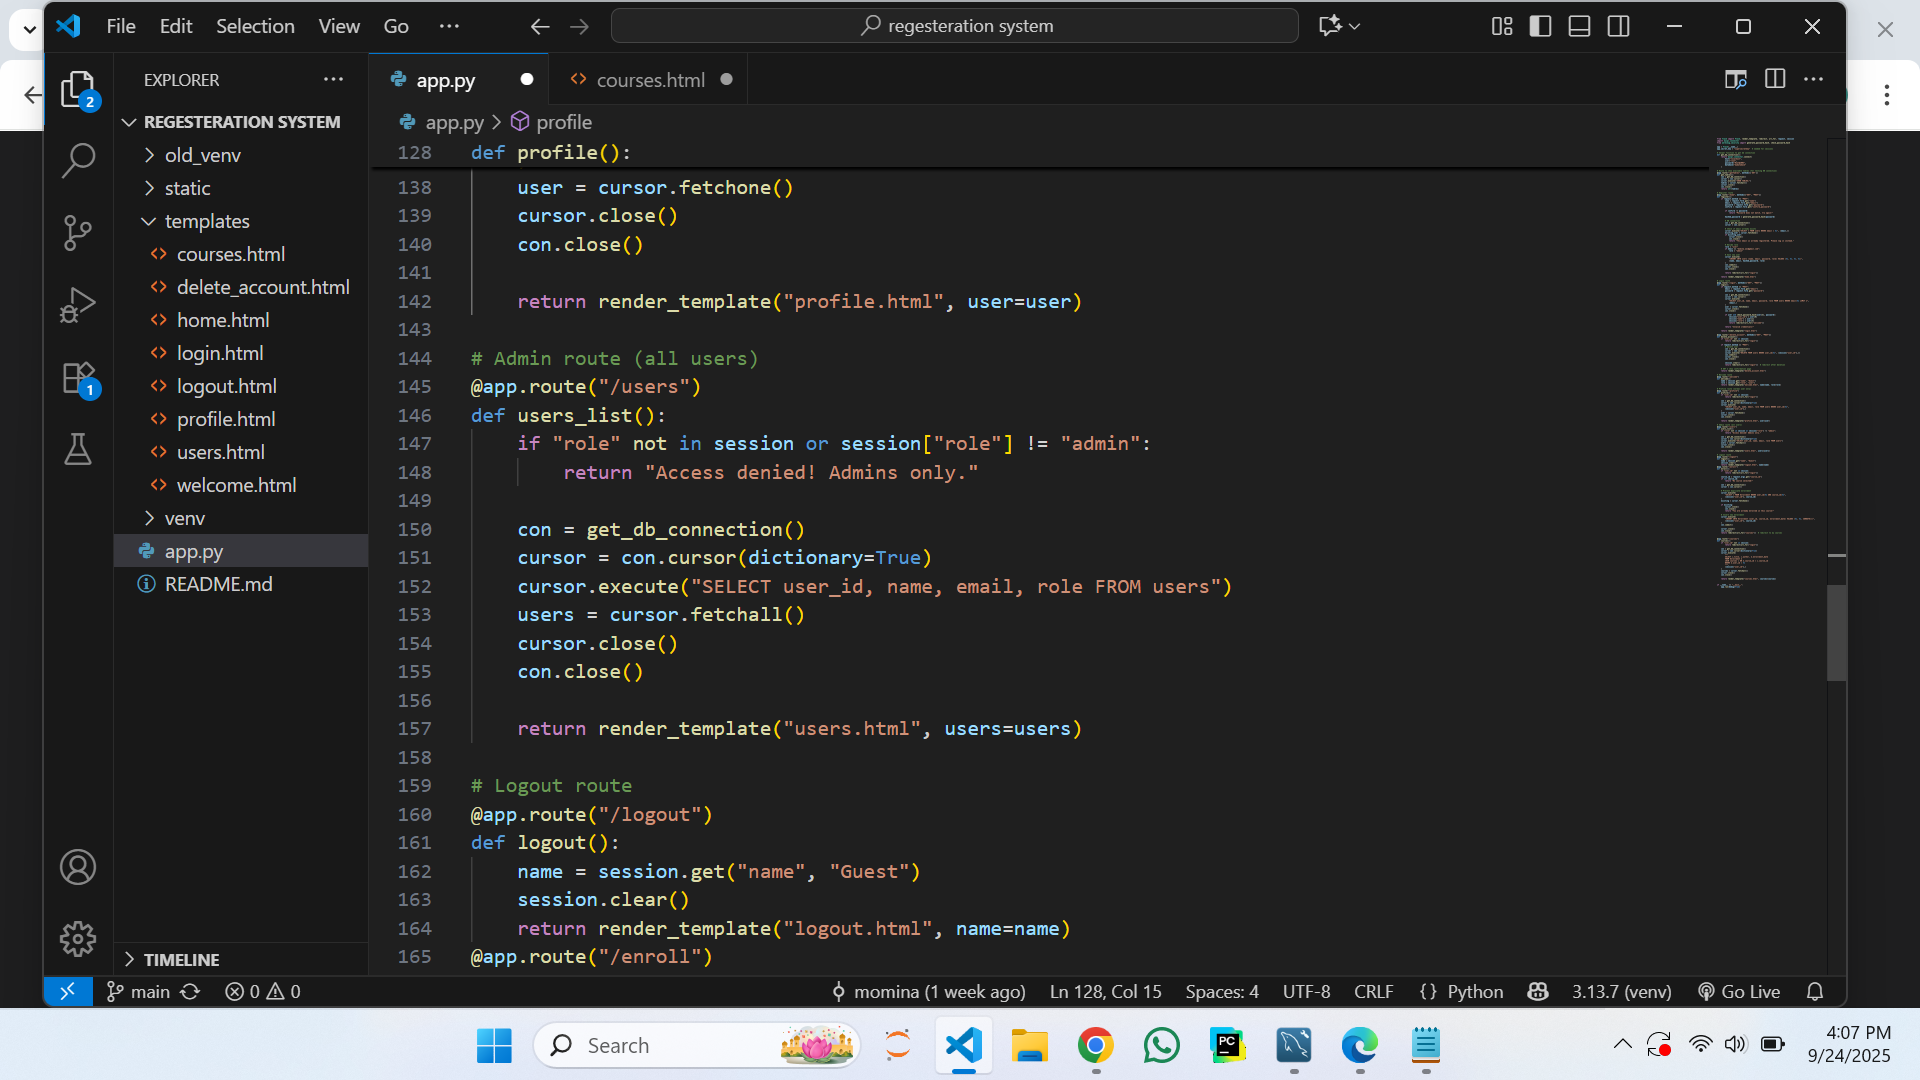 File Edit Selection View Go ···
regesteration system
EXPLORER ···
REGESTERATION SYSTEM
old_venv
static
templates
courses.html
delete_account.html
home.html
login.html
logout.html
profile.html
users.html
welcome.html
venv
app.py
README.md
TIMELINE
2
1
app.py
courses.html
app.py > profile
128 def profile():
138 user = cursor.fetchone()
139 cursor.close()
140 con.close()
141
142 return render_template("profile.html", user=user)
143
144 # Admin route (all users)
145 @app.route("/users")
146 def users_list():
147 if "role" not in session or session["role"] != "admin":
148 return "Access denied! Admins only."
149
150 con = get_db_connection()
151 cursor = con.cursor(dictionary=True)
152 cursor.execute("SELECT user_id, name, email, role FROM users")
153 users = cursor.fetchall()
154 cursor.close()
155 con.close()
156
157 return render_template("users.html", users=users)
158
159 # Logout route
160 @app.route("/logout")
161 def logout():
162 name = session.get("name", "Guest")
163 session.clear()
164 return render_template("logout.html", name=name)
165 @app.route("/enroll")
main 0 0 momina (1 week ago) Ln 128, Col 15 Spaces: 4 UTF-8 CRLF {} Python 3.13.7 (venv) Go Live
Search
PC
4:07 PM
9/24/2025